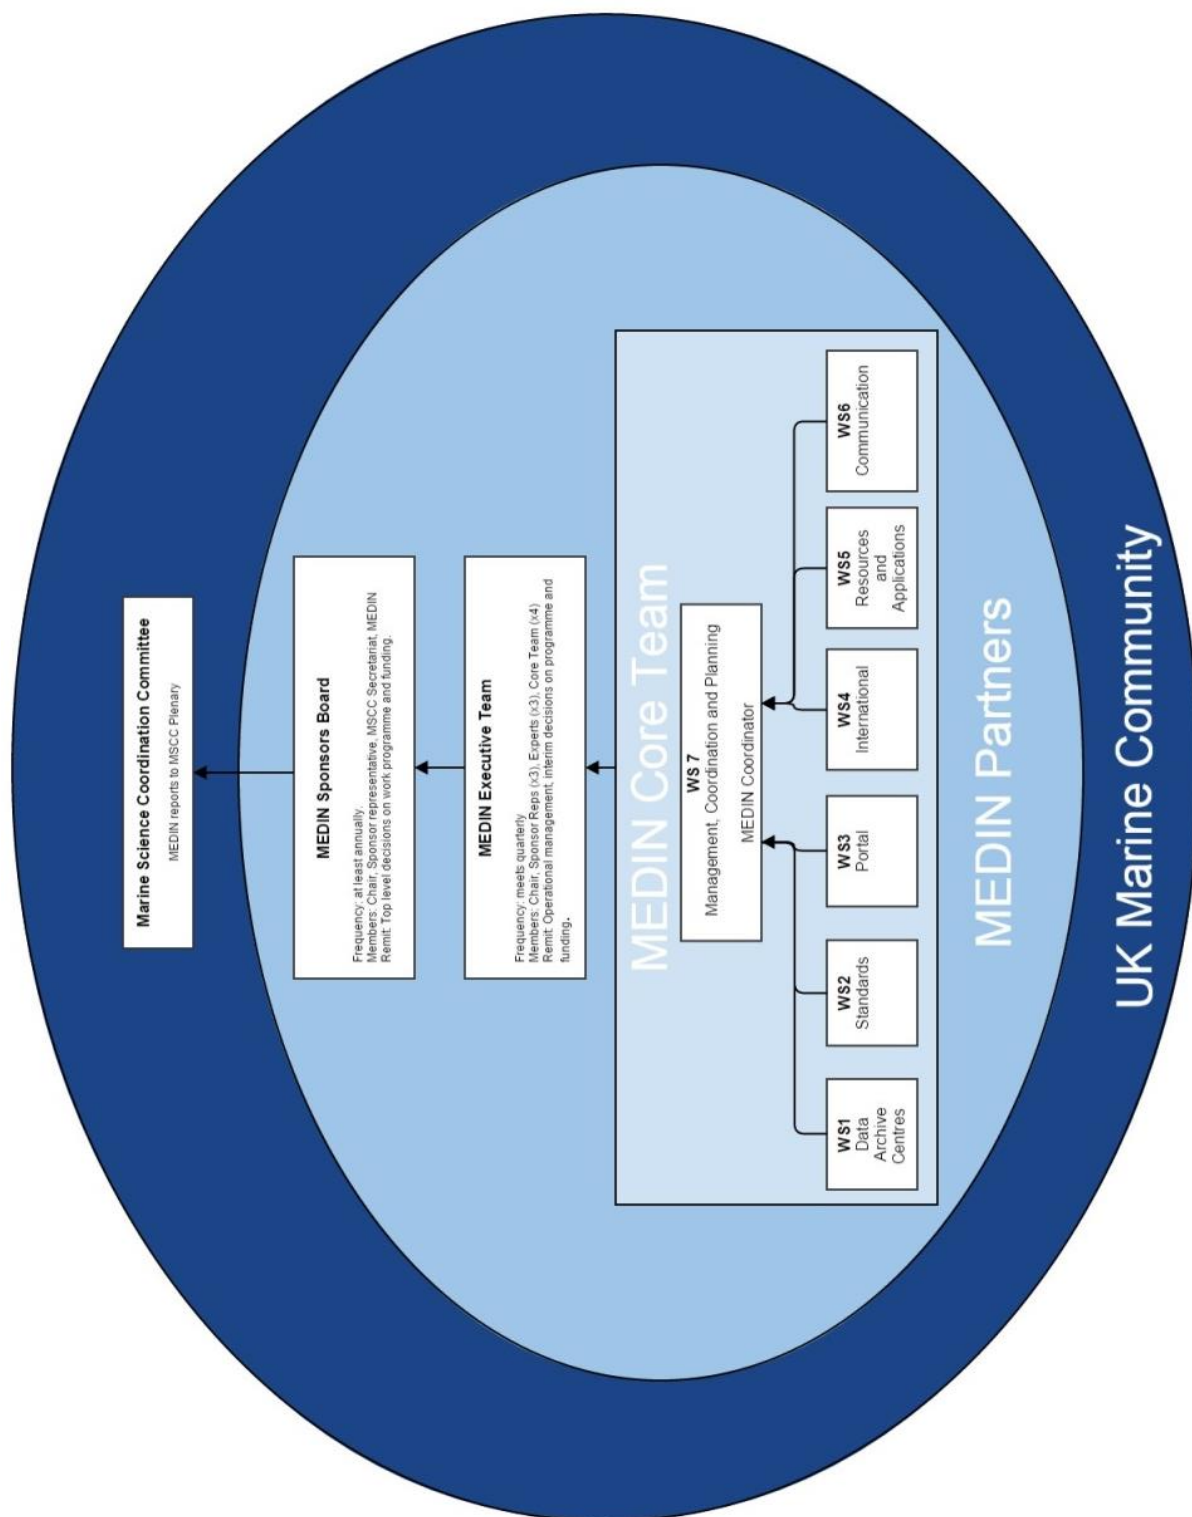 Marine Science Coordination Committee
MEDIN reports to MSCC Plenary
MEDIN Sponsors Board
Frequency: at least annually.
Members: Chair, Sponsor representative, MSCC Secretariat, MEDIN
Remit: Top level decisions on work programme and funding.
MEDIN Executive Team
Frequency: meets quarterly
Members: Chair, Sponsor Reps (x3), Experts (x3), Core Team (x4)
Remit: Operational management, interim decisions on programme and
funding.
MEDIN Core Team
WS 7
Management, Coordination and Planning
MEDIN Coordinator
WS1
Data
Archive
Centres
WS2
Standards
WS3
Portal
WS4
International
WS5
Resources
and
Applications
WS6
Communication
MEDIN Partners
UK Marine Community